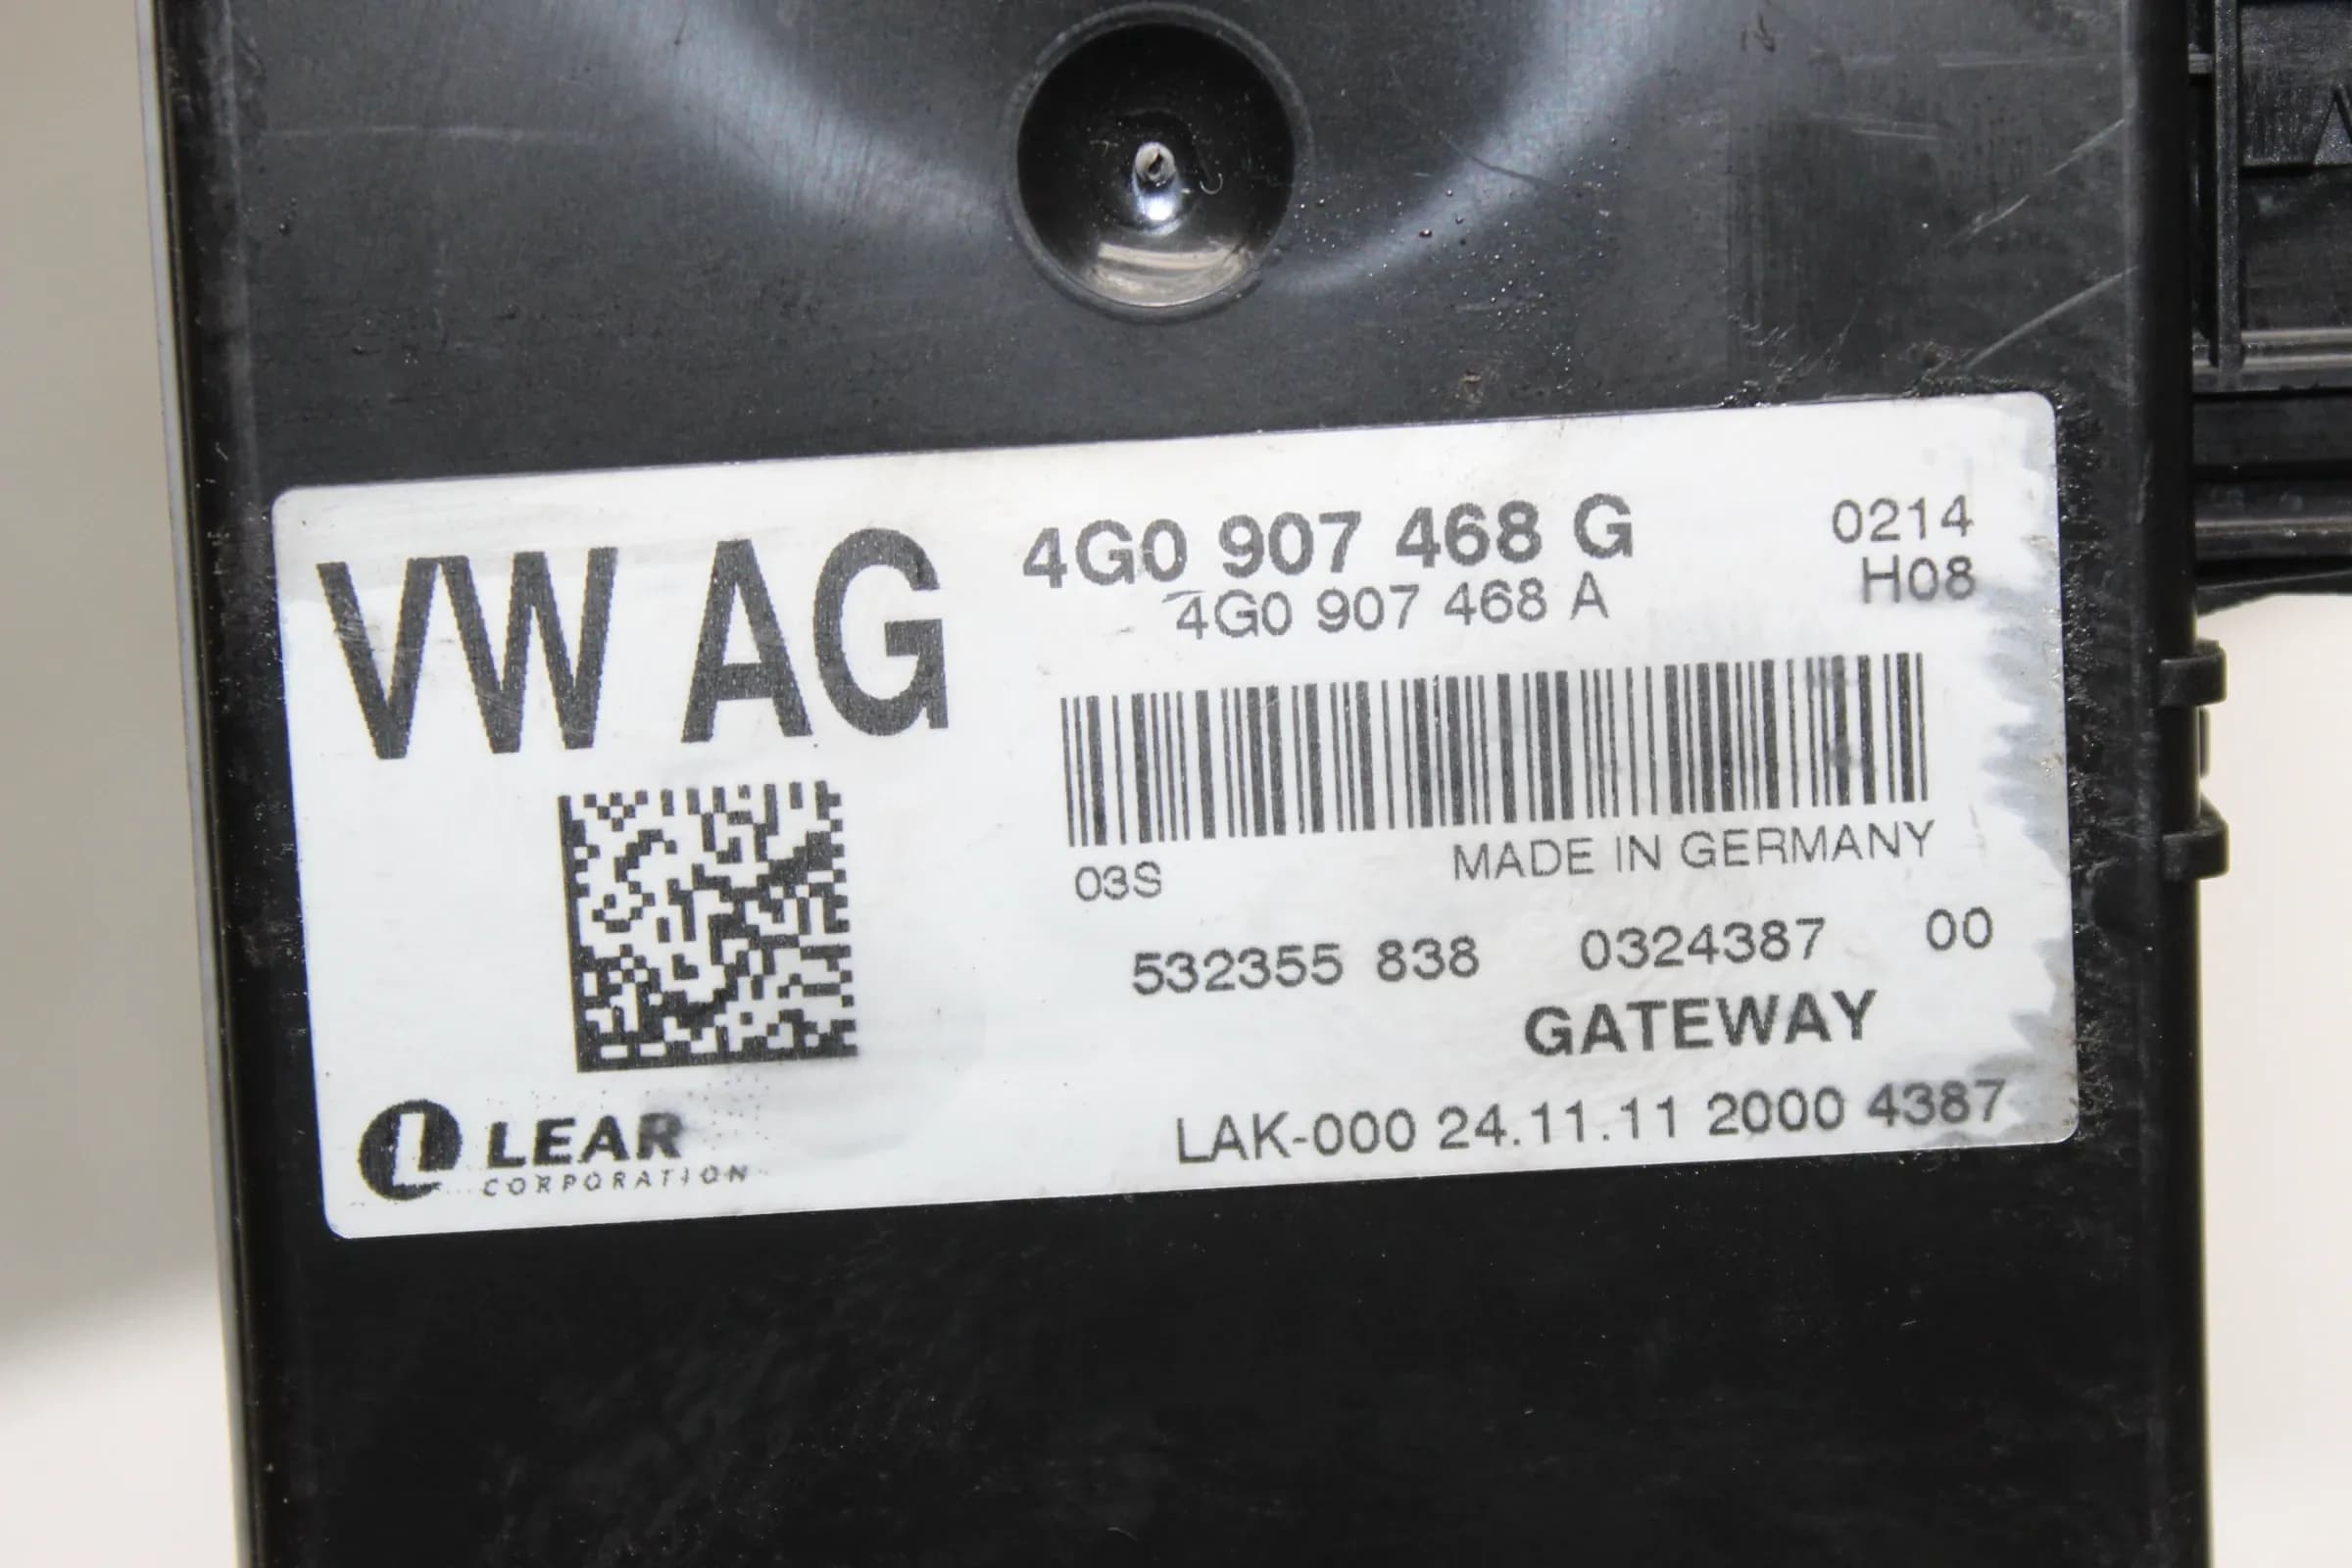 VW AG
4G0 907 468 G
0214
4G0 907 468 A
H08
03S
MADE IN GERMANY
532355 838 0324387 00
GATEWAY
LEAR
CORPORATION
LAK-000 24.11.11 2000 4387